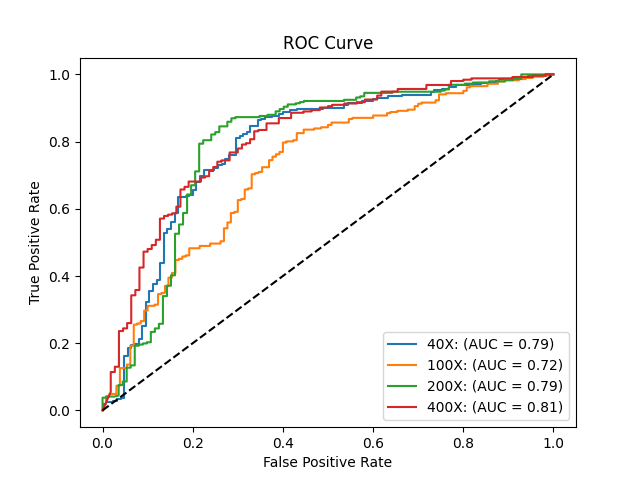 ROC Curve
1.0
0.8
0.6
0.4
0.2
0.0
True Positive Rate
0.0 0.2 0.4 0.6 0.8 1.0
False Positive Rate
40X: (AUC = 0.79)
100X: (AUC = 0.72)
200X: (AUC = 0.79)
400X: (AUC = 0.81)